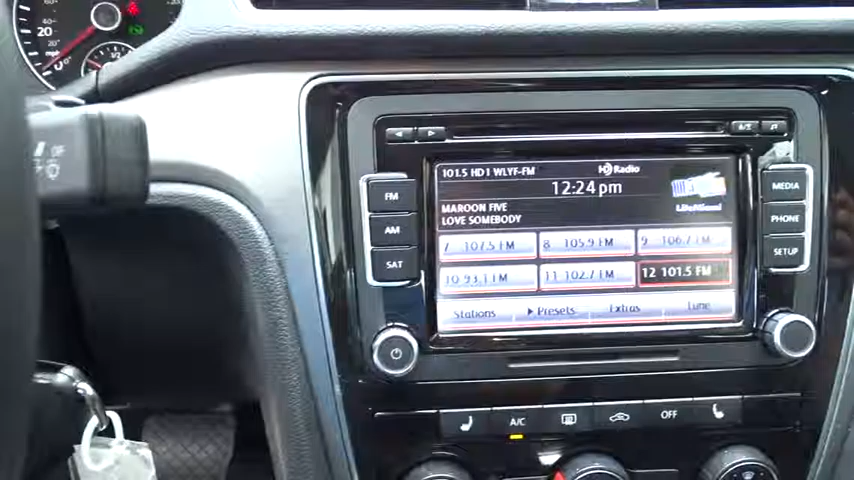 101.5 HD1 WLYF-FM
HD Radio
12:24 pm
MAROON FIVE
LOVE SOMEBODY
7 107.5 FM
8 105.9 FM
9 106.7 FM
10 93.1 FM
11 102.7 FM
12 101.5 FM
Stations
Presets
Extras
Tune
FM
AM
SAT
MEDIA
PHONE
SETUP
A/C
OFF
OFF
20